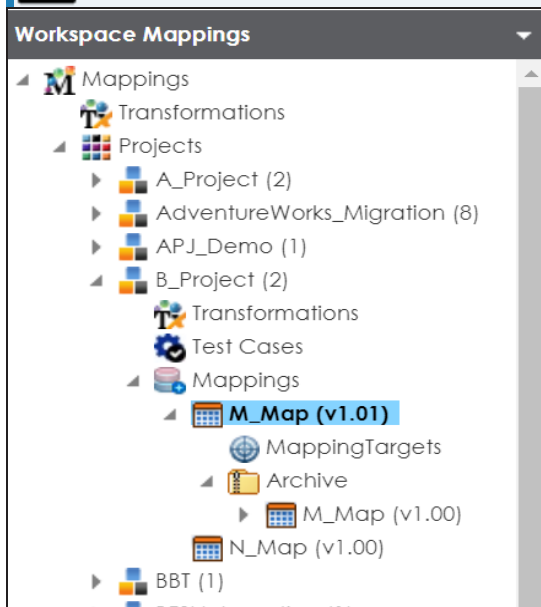 Workspace Mappings
Mappings
Transformations
Projects
A_Project (2)
AdventureWorks_Migration (8)
APJ_Demo (1)
B_Project (2)
Transformations
Test Cases
Mappings
M_Map (v1.01)
MappingTargets
Archive
M_Map (v1.00)
N_Map (v1.00)
BBT (1)